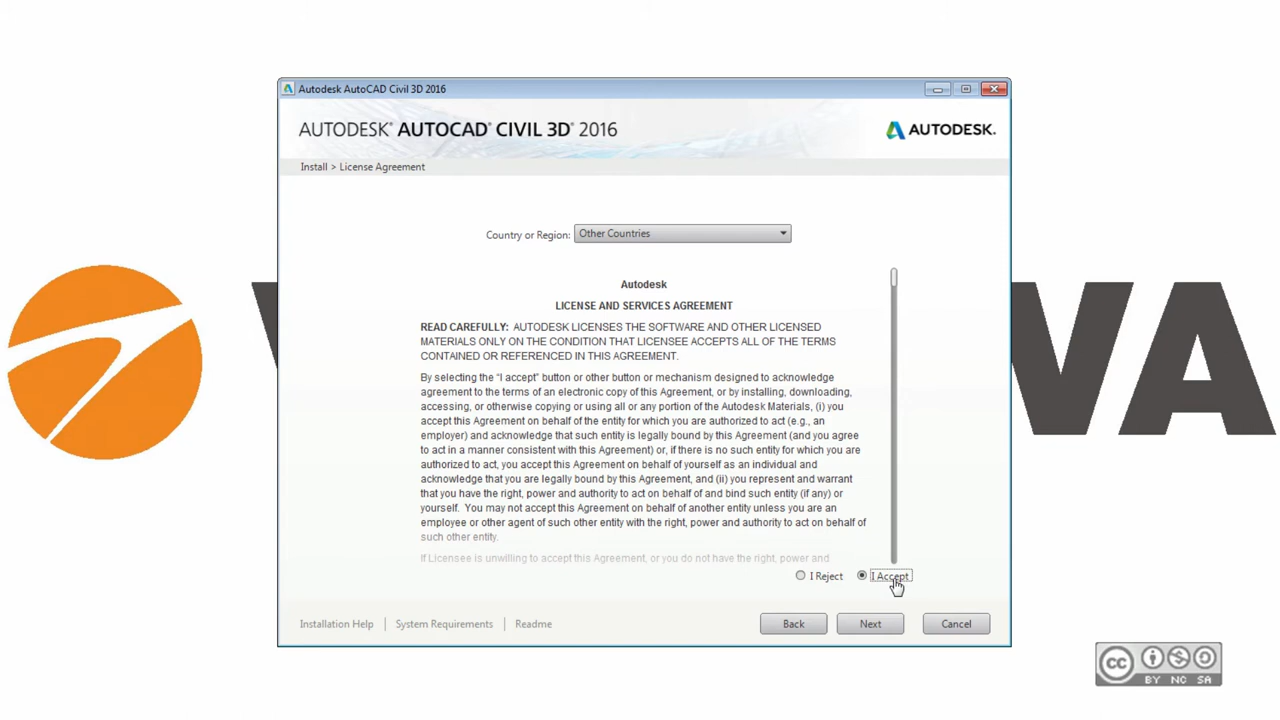 Autodesk AutoCAD Civil 3D 2016
AUTODESK® AUTOCAD® CIVIL 3D® 2016
AUTODESK.
Install > License Agreement
Country or Region: Other Countries
Autodesk
LICENSE AND SERVICES AGREEMENT
READ CAREFULLY: AUTODESK LICENSES THE SOFTWARE AND OTHER LICENSED
MATERIALS ONLY ON THE CONDITION THAT LICENSEE ACCEPTS ALL OF THE TERMS
CONTAINED OR REFERENCED IN THIS AGREEMENT.
By selecting the “I accept” button or other button or mechanism designed to acknowledge
agreement to the terms of an electronic copy of this Agreement, or by installing, downloading,
accessing, or otherwise copying or using all or any portion of the Autodesk Materials, (i) you
accept this Agreement on behalf of the entity for which you are authorized to act (e.g., an
employer) and acknowledge that such entity is legally bound by this Agreement (and you agree
to act in a manner consistent with this Agreement) or, if there is no such entity for which you are
authorized to act, you accept this Agreement on behalf of yourself as an individual and
acknowledge that you are legally bound by this Agreement, and (ii) you represent and warrant
that you have the right, power and authority to act on behalf of and bind such entity (if any) or
yourself. You may not accept this Agreement on behalf of another entity unless you are an
employee or other agent of such other entity with the right, power and authority to act on behalf of
such other entity.
If Licensee is unwilling to accept this Agreement, or you do not have the right, power and
I Reject I Accept
Installation Help System Requirements Readme Back Next Cancel
WA
CC BY NC SA